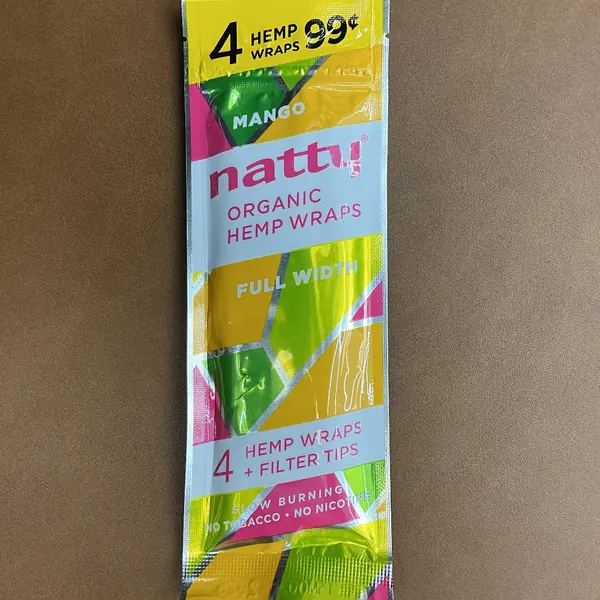 4 HEMP WRAPS 99¢
MANGO
natty®
ORGANIC
HEMP WRAPS
FULL WIDTH
4 HEMP WRAPS
+ FILTER TIPS
SLOW BURNING
NO TOBACCO • NO NICOTINE